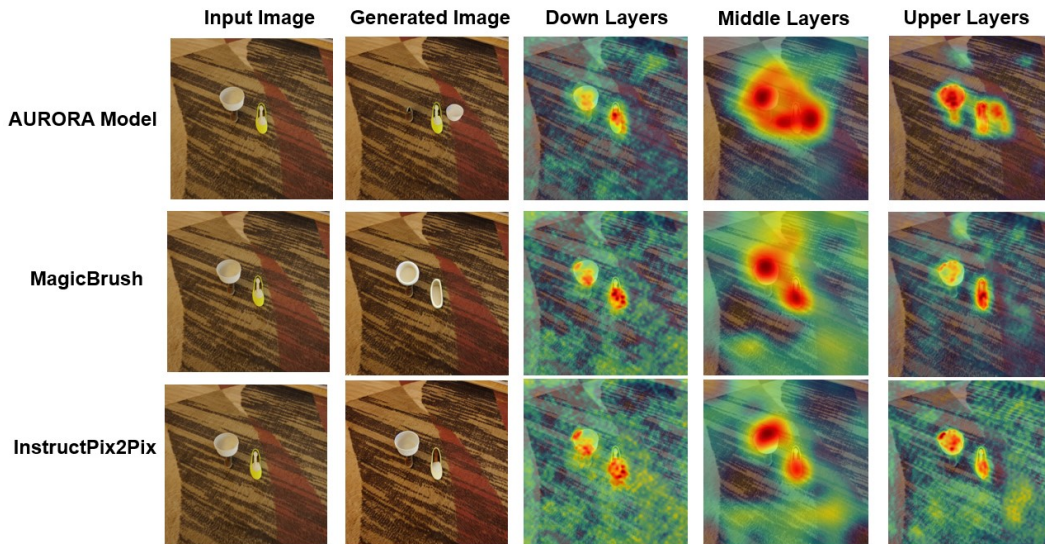 Input Image
Generated Image
Down Layers
Middle Layers
Upper Layers
AURORA Model
MagicBrush
InstructPix2Pix